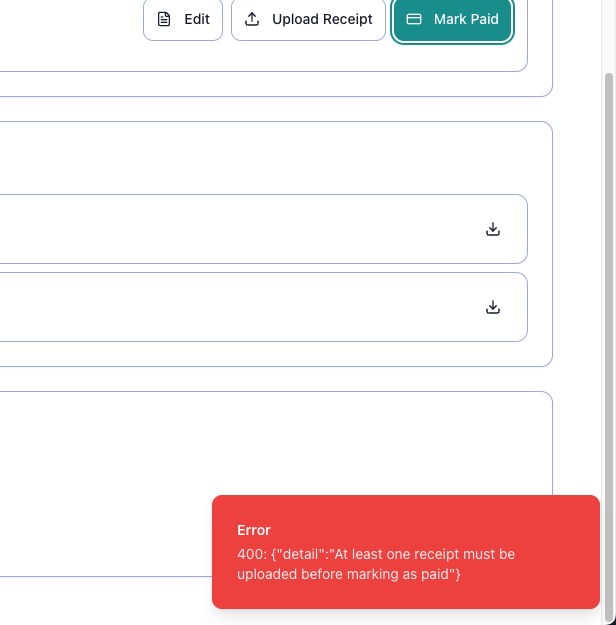 Edit Upload Receipt Mark Paid
Error
400: {"detail":"At least one receipt must be
uploaded before marking as paid"}